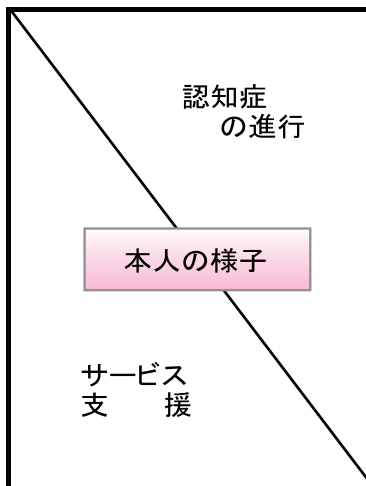 認知症
の進行
本人の様子
サービス
支　　援